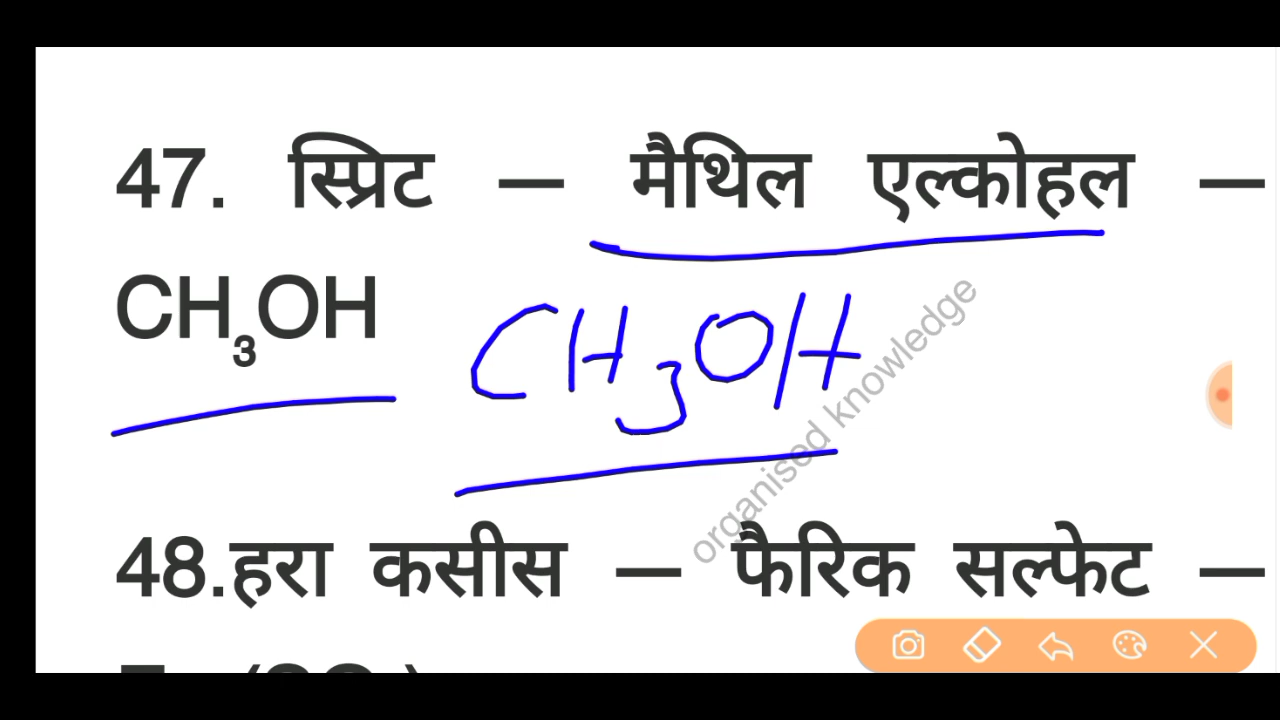 47. स्प्रिट — मैथिल एल्कोहल —
CH₃OH
CH₃OH
organised knowledge
48.हरा कसीस — फैरिक सल्फेट —